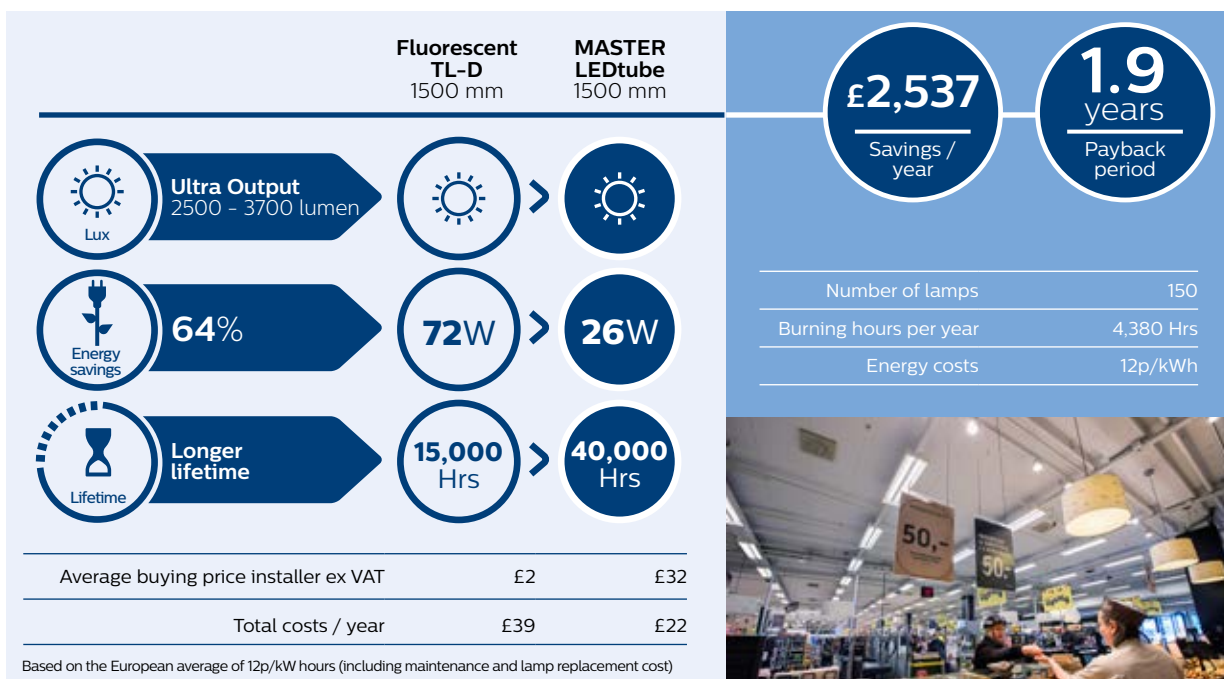 Fluorescent
TL-D
1500 mm
MASTER
LEDtube
1500 mm
Lux
Ultra Output
2500 - 3700 lumen
>
Energy
savings
64%
72W
>
26W
Lifetime
Longer
lifetime
15,000
Hrs
>
40,000
Hrs
Average buying price installer ex VAT £2 £32
Total costs / year £39 £22
Based on the European average of 12p/kW hours (including maintenance and lamp replacement cost)
£2,537
Savings /
year
1.9
years
Payback
period
Number of lamps 150
Burning hours per year 4,380 Hrs
Energy costs 12p/kWh
50,-
50,-